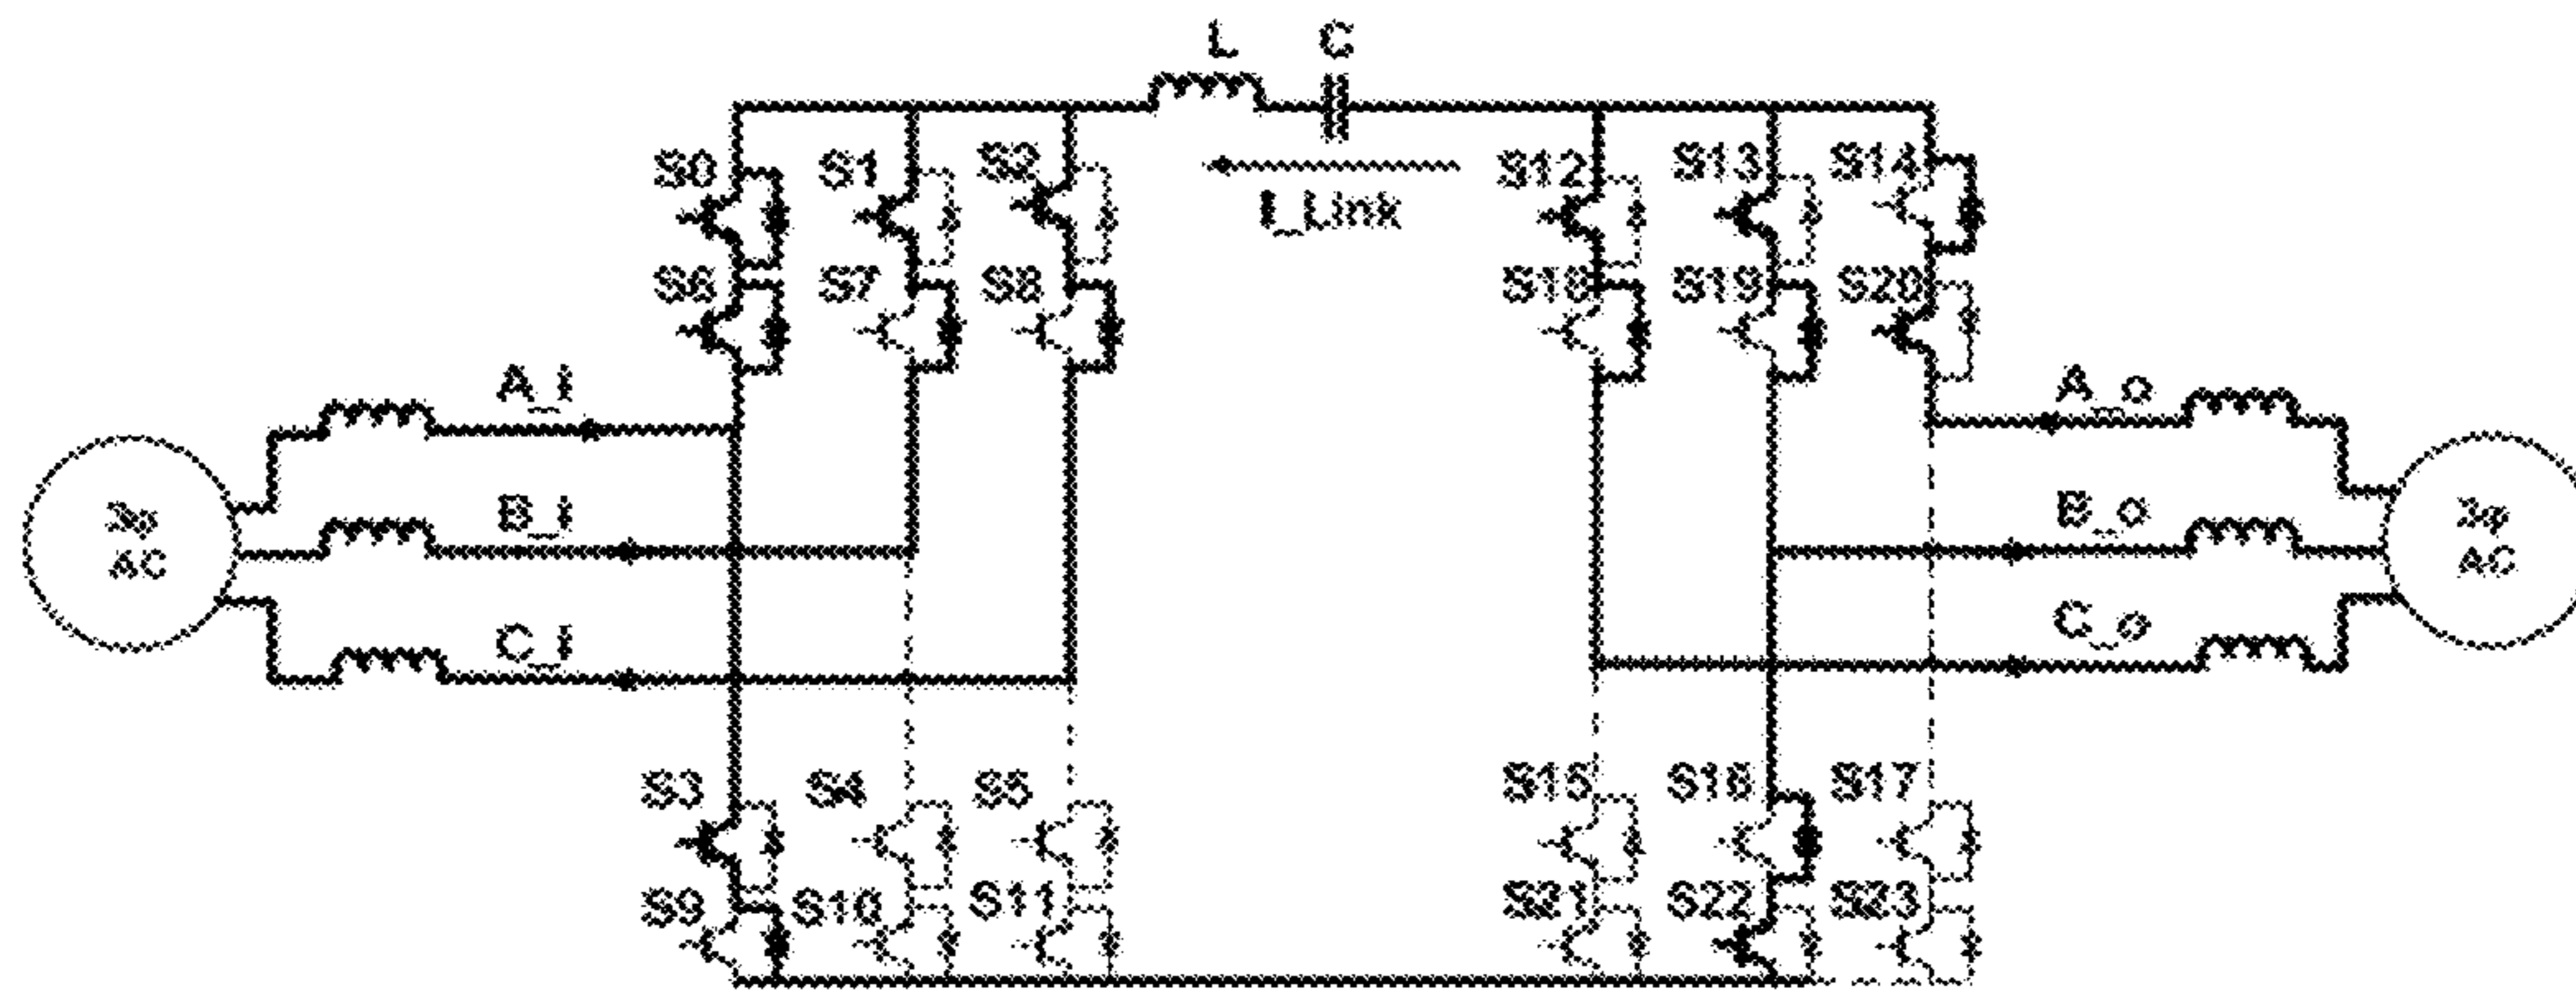 L C
S0 S1 S2 S12 S13 S14
I_Link
S6 S7 S8 S18 S19 S20
A_i A_o
3φ B_i B_o 3φ
AC AC
C_i C_o
S3 S4 S5 S15 S16 S17
S9 S10 S11 S21 S22 S23